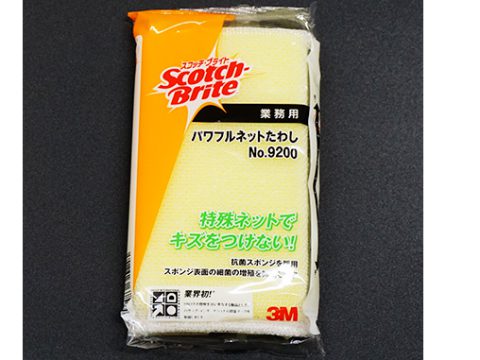 スコッチ・ブライト
Scotch-
Brite
業務用
パワフルネットたわし
No.9200
特殊ネットで
キズをつけない!
抗菌スポンジを
スポンジ表面の細菌の増殖を
業界初!
3M